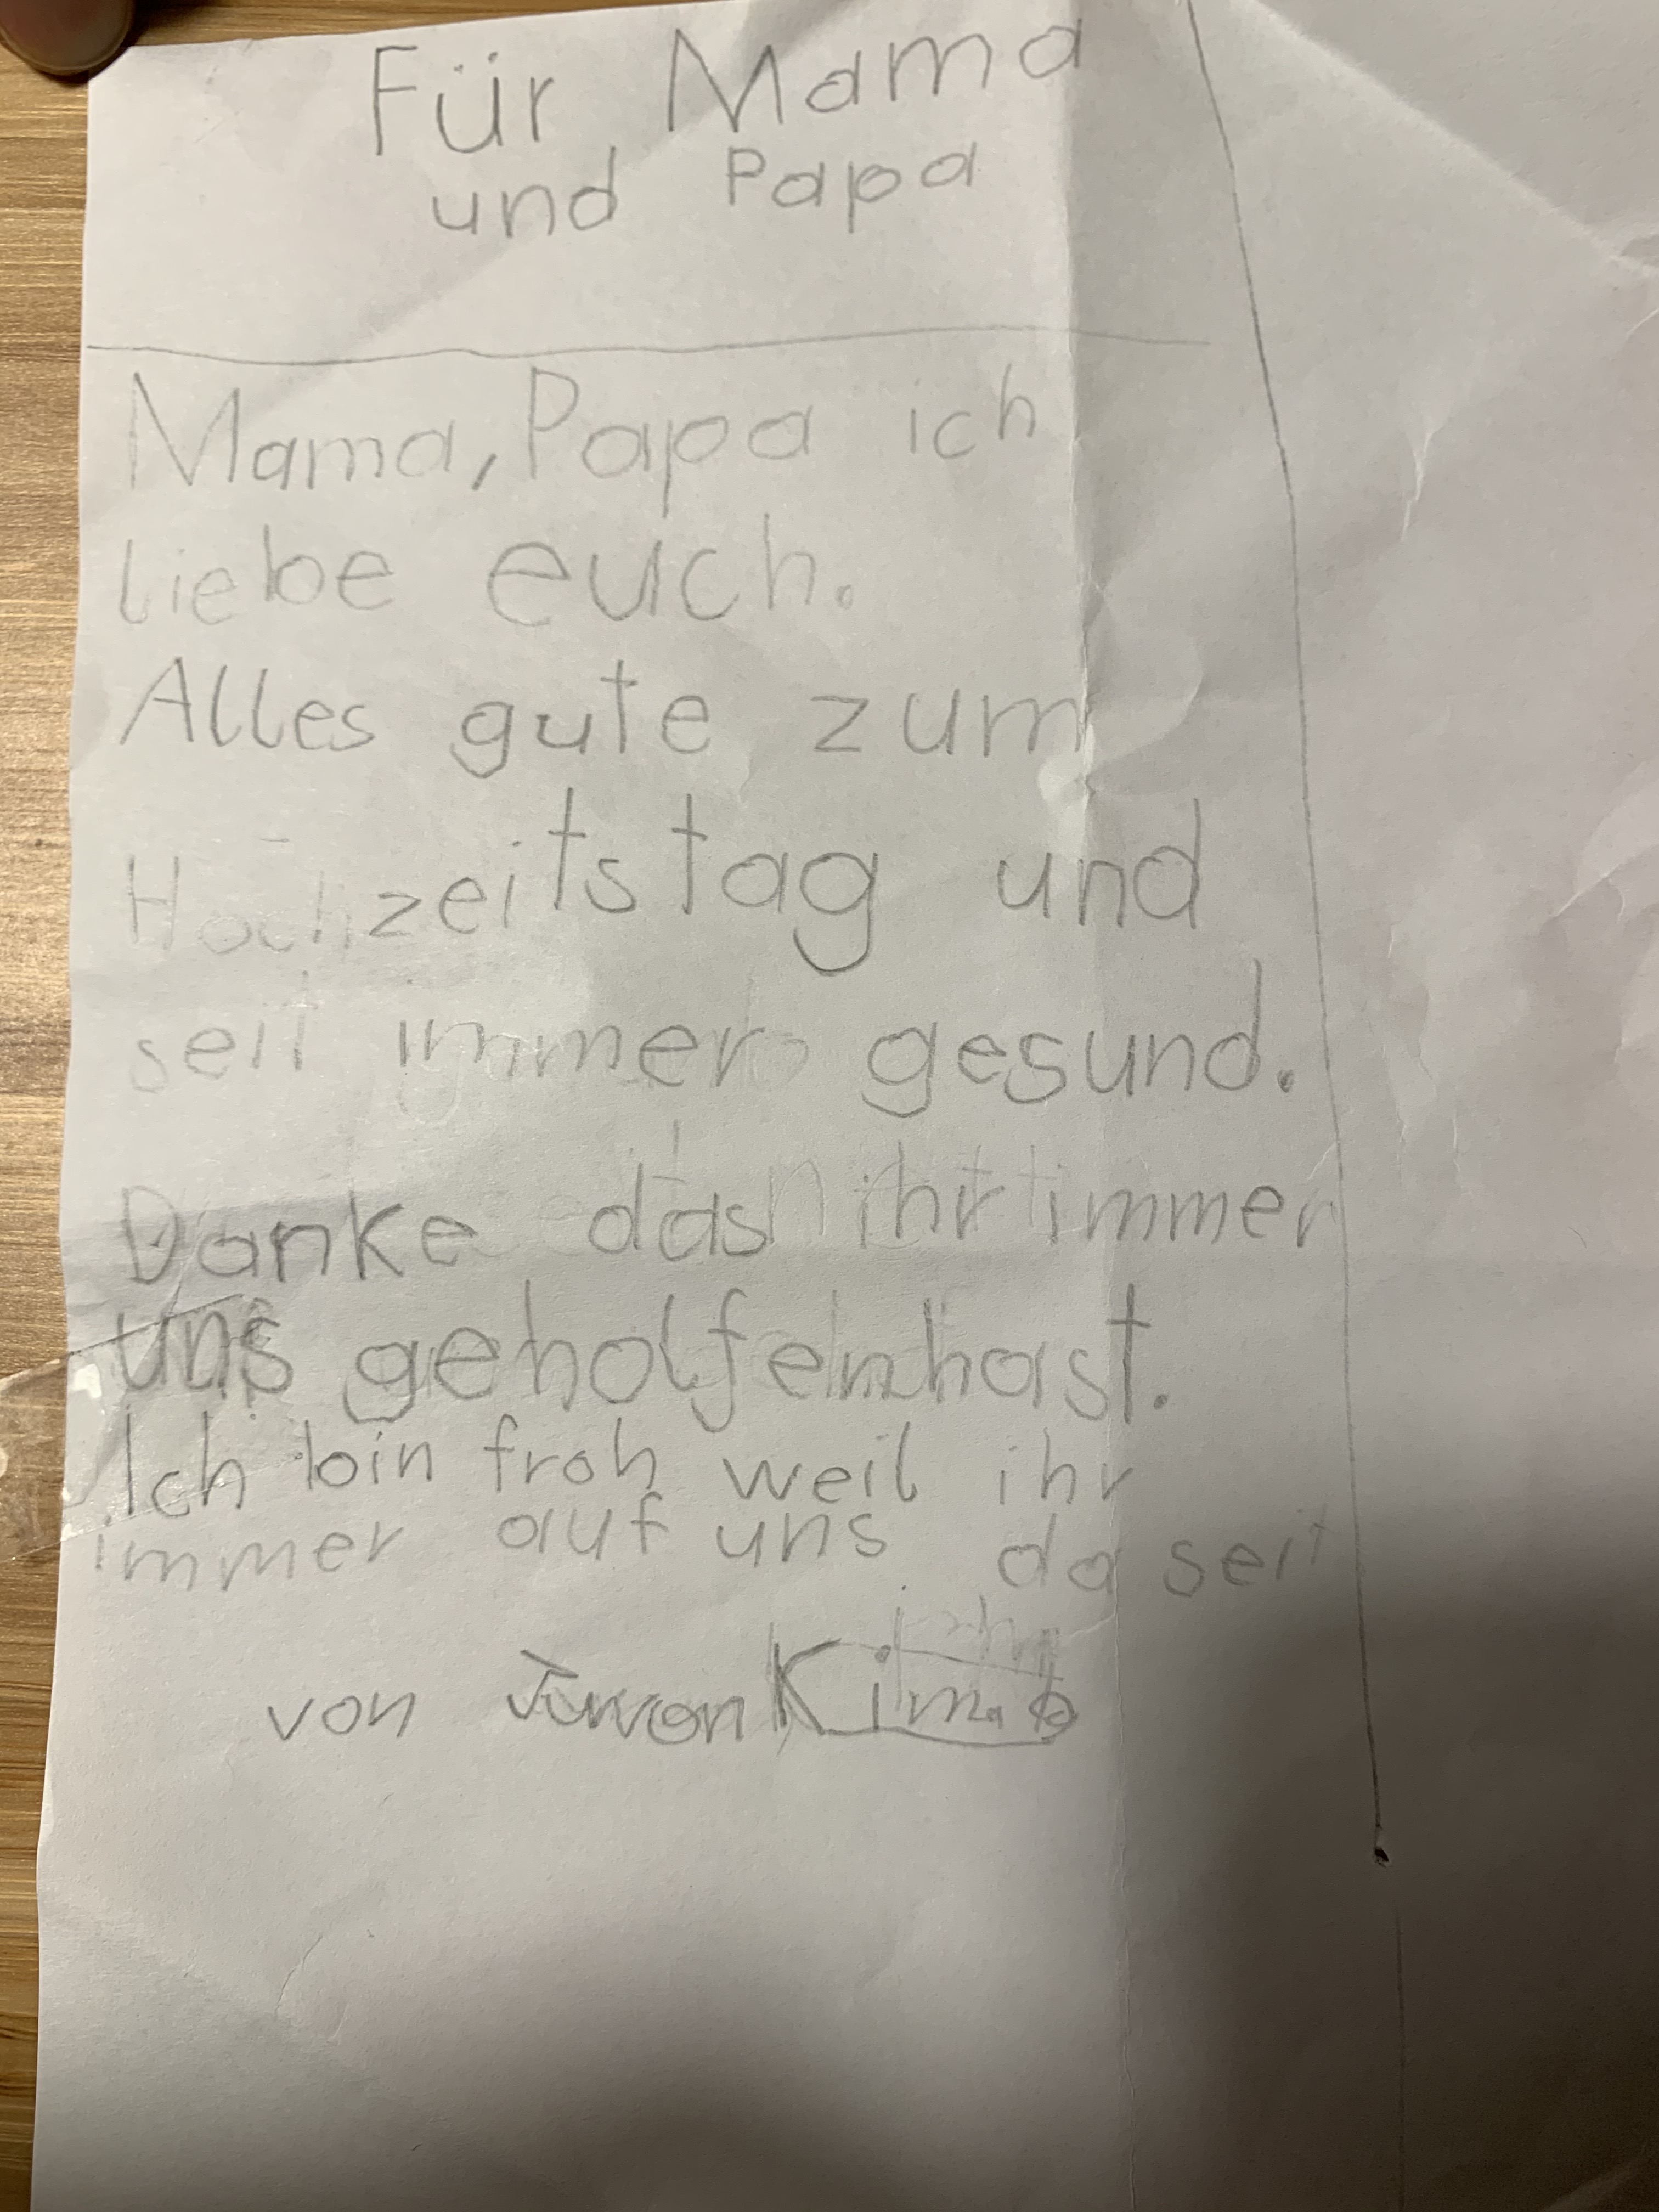 Für Mama
und Papa
Mama, Papa ich
liebe euch.
Alles gute zum
Hochzeitstag und
seit immer gesund.
Danke das ihr immer
uns geholfen hast.
Ich bin froh weil ihr
immer auf uns da seit
von Juwon Kim